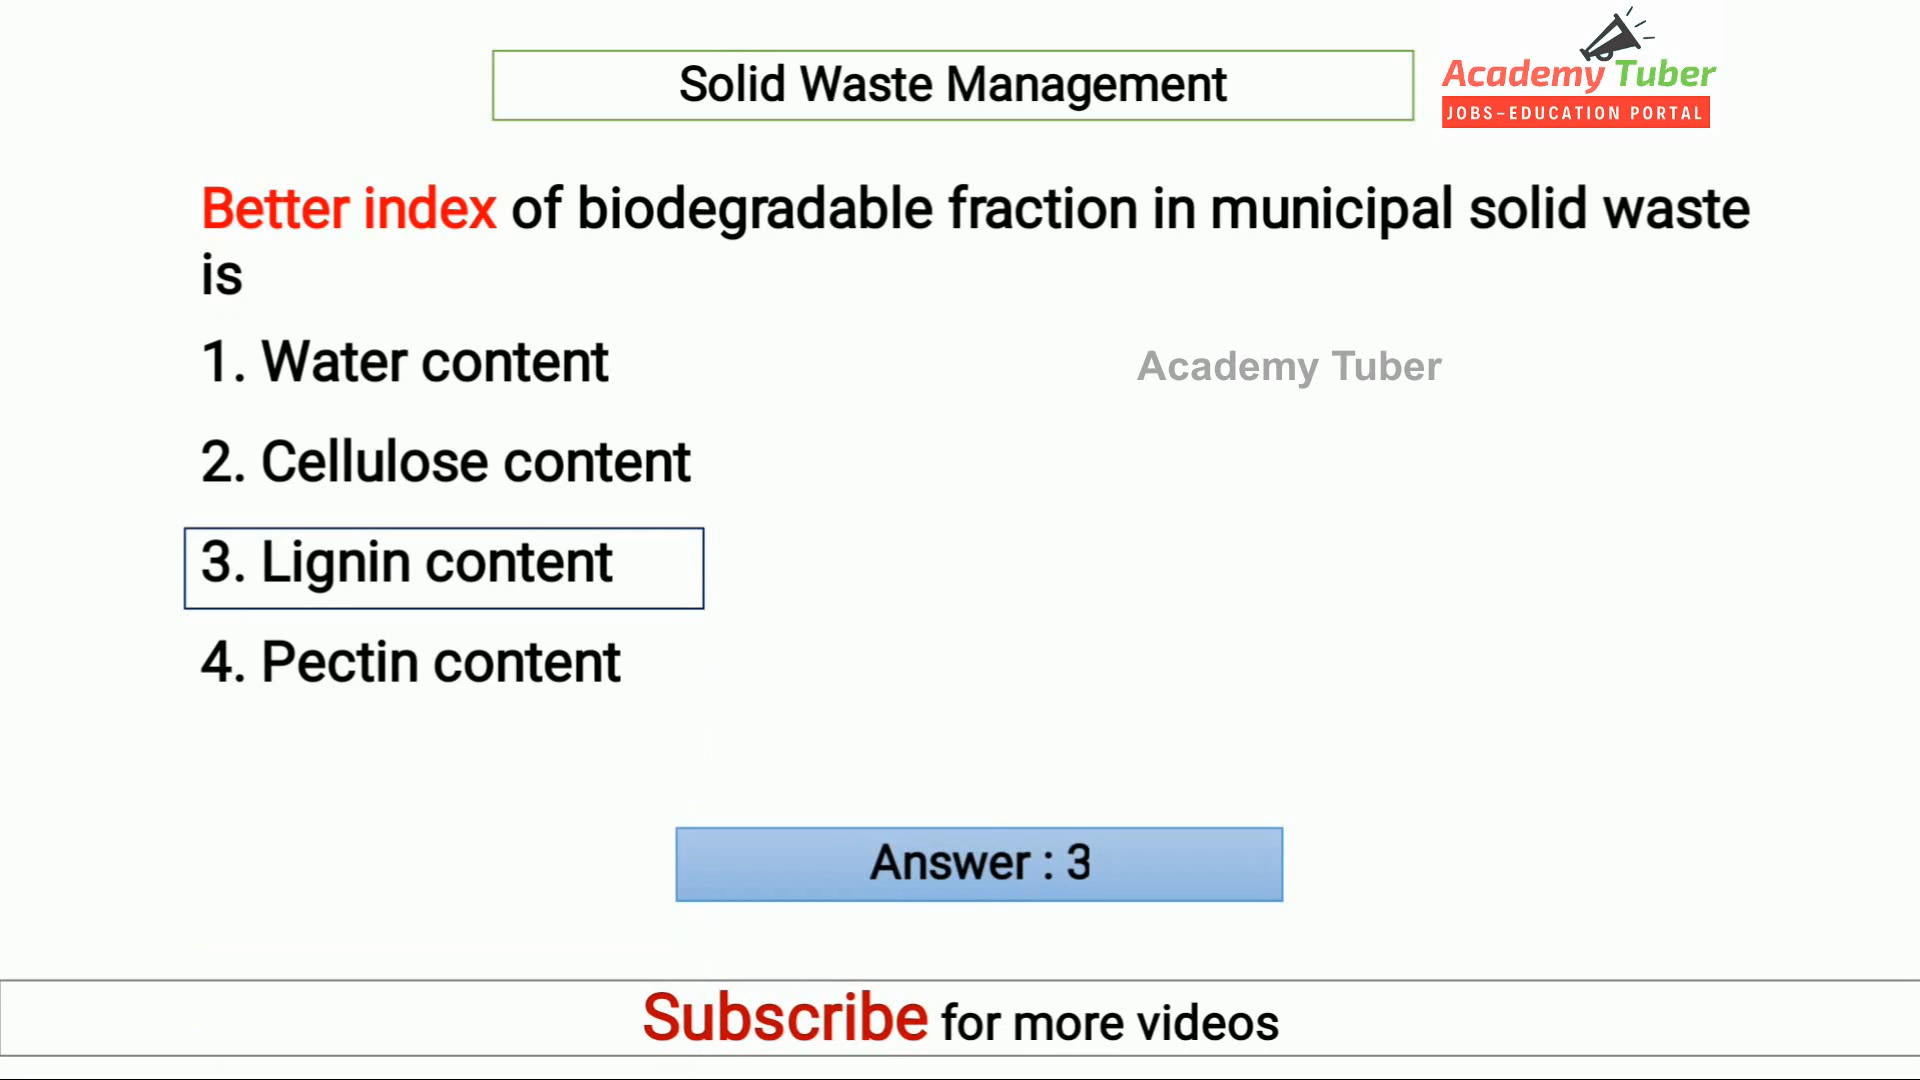 Solid Waste Management
Academy Tuber
JOBS-EDUCATION PORTAL
Better index of biodegradable fraction in municipal solid waste
is
1. Water content
Academy Tuber
2. Cellulose content
3. Lignin content
4. Pectin content
Answer : 3
Subscribe for more videos